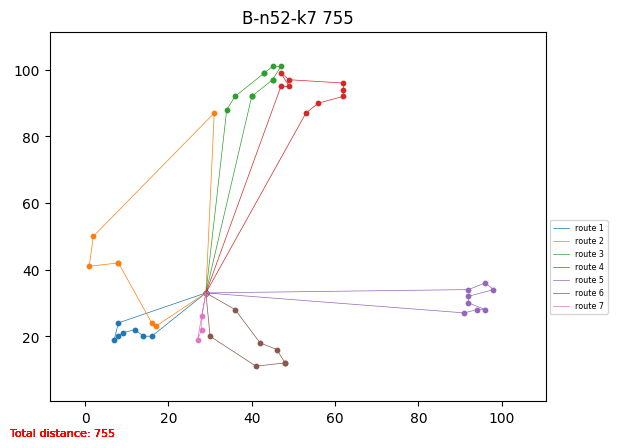 B-n52-k7 755
100
80
60
40
20
0
20
40
60
80
100
route 1
route 2
route 3
route 4
route 5
route 6
route 7
Total distance: 755